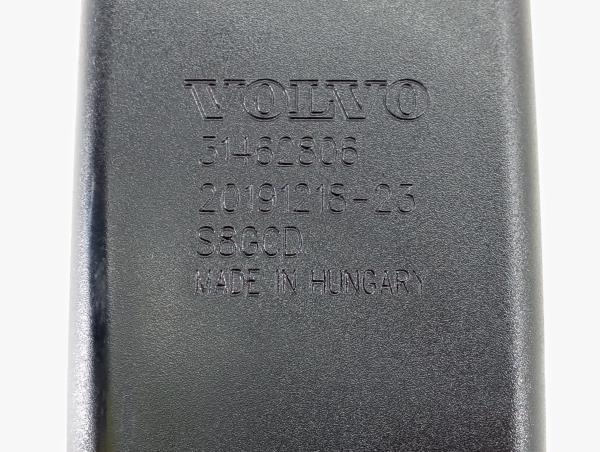 VOLVO
31462806
20191218-23
S8GCD
MADE IN HUNGARY